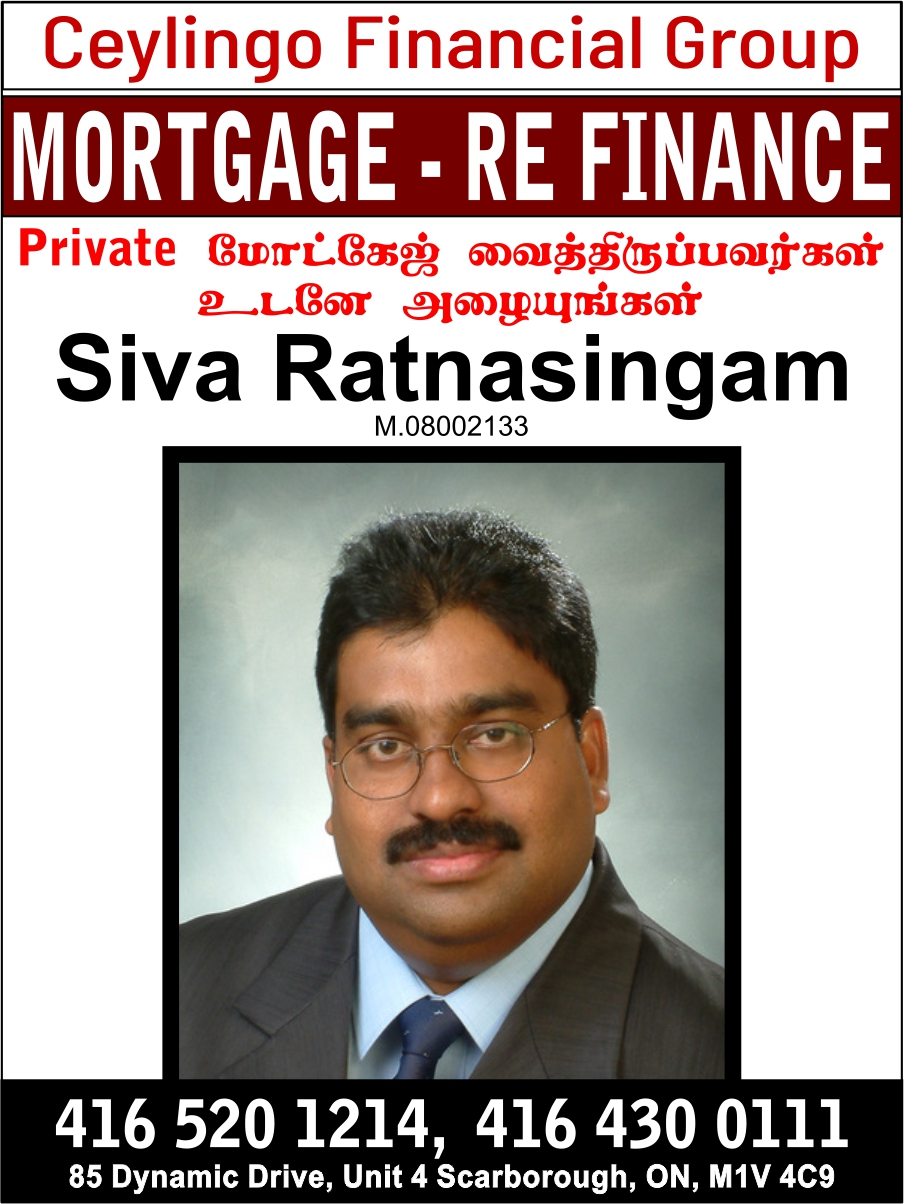 Ceylingo Financial Group
MORTGAGE - RE FINANCE
Private மோட்கேஜ் வைத்திருப்பவர்கள்
உடனே அழையுங்கள்
Siva Ratnasingam
M.08002133
416 520 1214, 416 430 0111
85 Dynamic Drive, Unit 4 Scarborough, ON, M1V 4C9